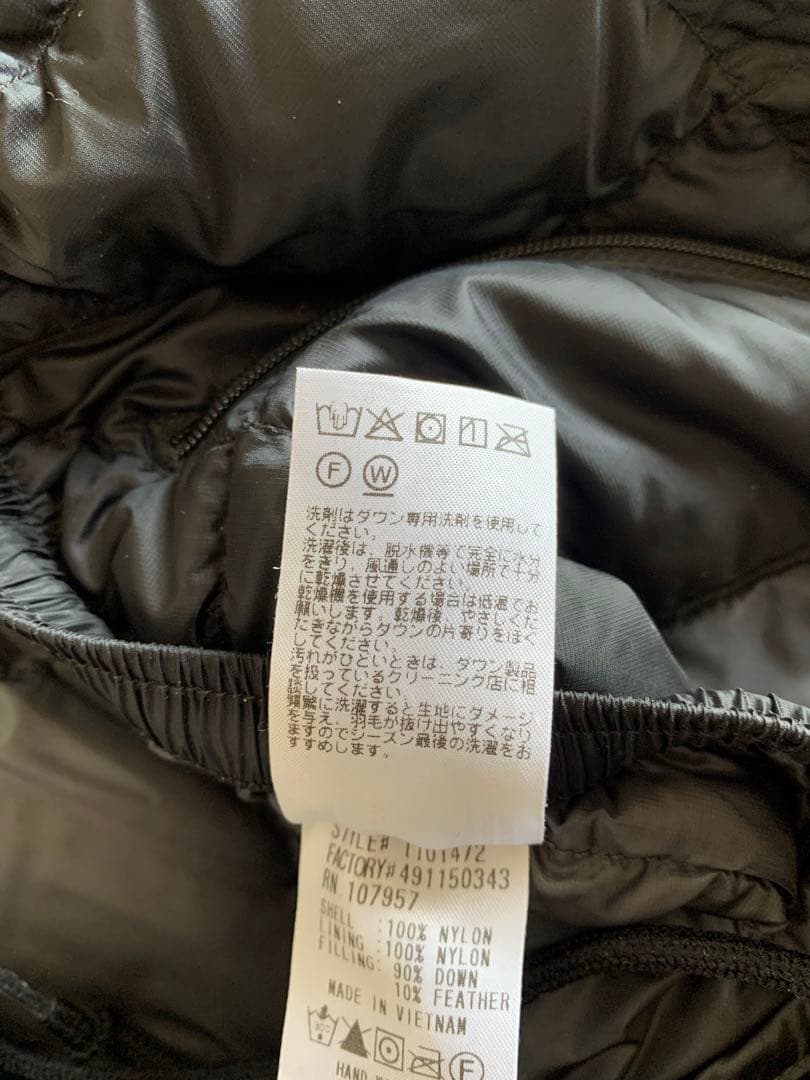 F W
洗剤はダウン専用洗剤を使用して
ください。
洗濯後は、脱水機等で完全に水分
をきり、風通しのよい場所で十分
に乾燥させてください。
乾燥機を使用する場合は低温でお
願いします。乾燥後、やさしくた
たきながらダウンの片寄りをほぐ
してください。
汚れがひどいときは、ダウン製品
を扱っているクリーニング店に相
談してください。
頻繁に洗濯すると生地にダメージ
を与え、羽毛が抜け出やすくなり
ますのでシーズン最後の洗濯をお
すすめします。
STYLE# 1101472
FACTORY#491150343
RN 107957
SHELL :100% NYLON
LINING :100% NYLON
FILLING: 90% DOWN
10% FEATHER
MADE IN VIETNAM
F
HAND